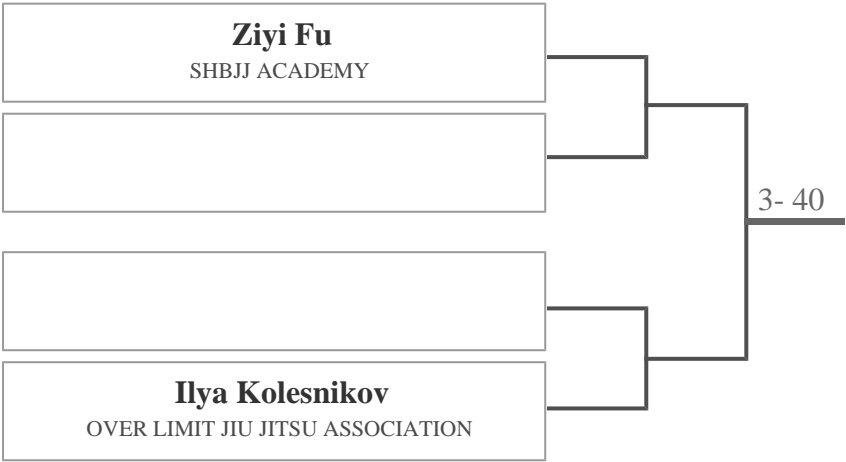 Ziyi Fu
SHBJJ ACADEMY
3- 40
Ilya Kolesnikov
OVER LIMIT JIU JITSU ASSOCIATION